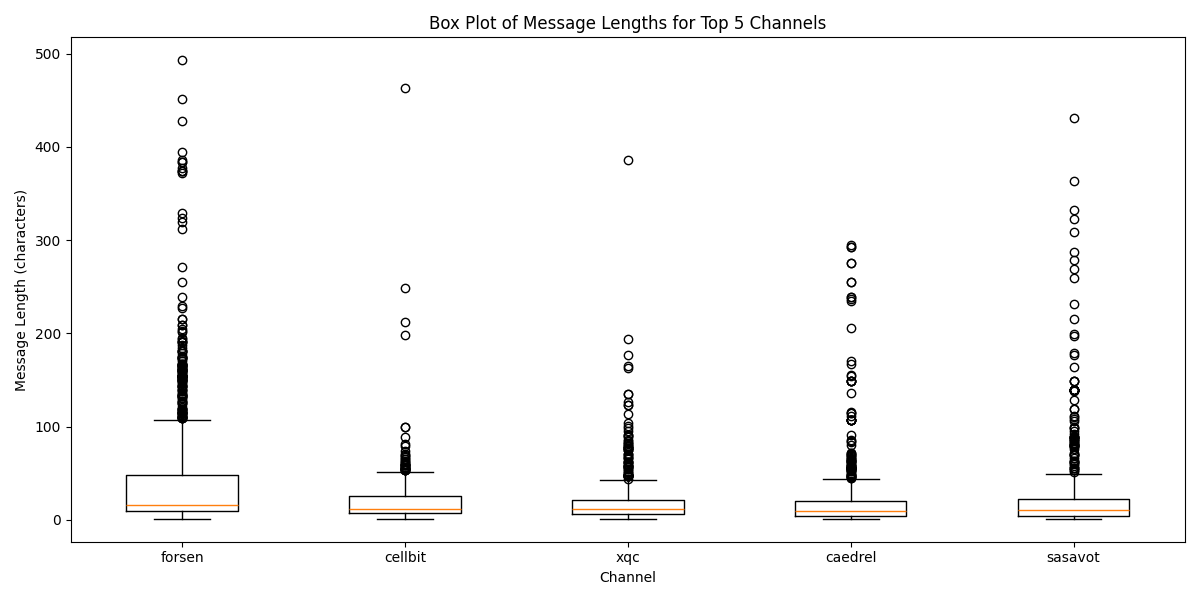 Box Plot of Message Lengths for Top 5 Channels
500
400
300
200
100
0
Message Length (characters)
forsen
cellbit
xqc
caedrel
sasavot
Channel